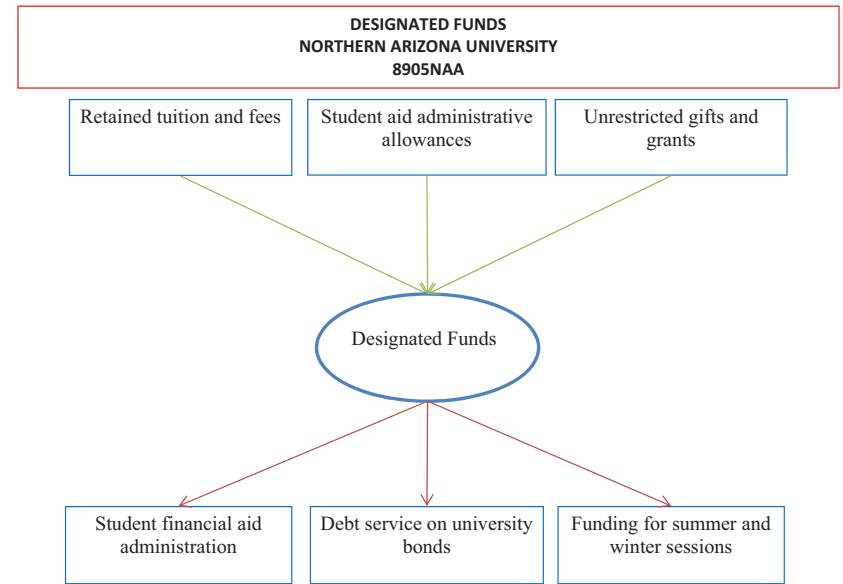 DESIGNATED FUNDS
NORTHERN ARIZONA UNIVERSITY
8905NAA
Retained tuition and fees
Student aid administrative
allowances
Unrestricted gifts and
grants
Designated Funds
Student financial aid
administration
Debt service on university
bonds
Funding for summer and
winter sessions